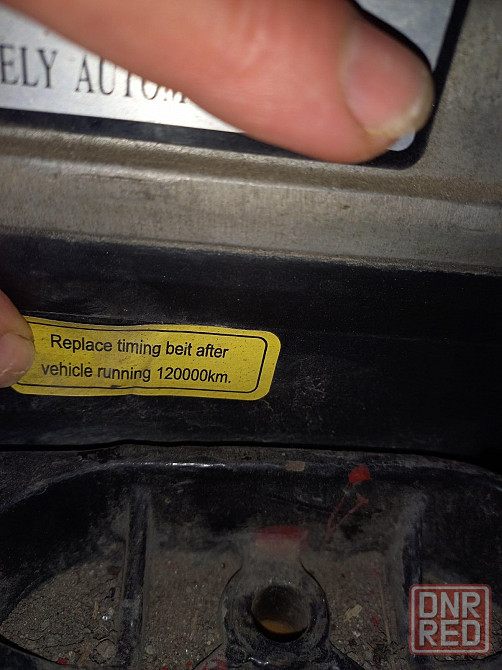 ELY AUTOM
Replace timing beit after
vehicle running 120000km.
DNR
RED